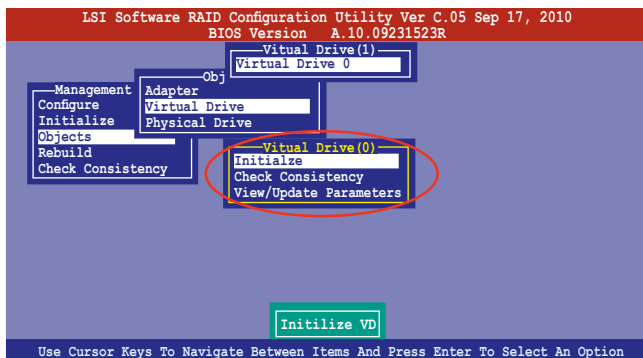 LSI Software RAID Configuration Utility Ver C.05 Sep 17, 2010
BIOS Version A.10.09231523R
Vitual Drive(1)
Virtual Drive 0
Obj
Adapter
Virtual Drive
Physical Drive
Management
Configure
Initialize
Objects
Rebuild
Check Consistency
Vitual Drive(0)
Initialze
Check Consistency
View/Update Parameters
Initilize VD
Use Cursor Keys To Navigate Between Items And Press Enter To Select An Option